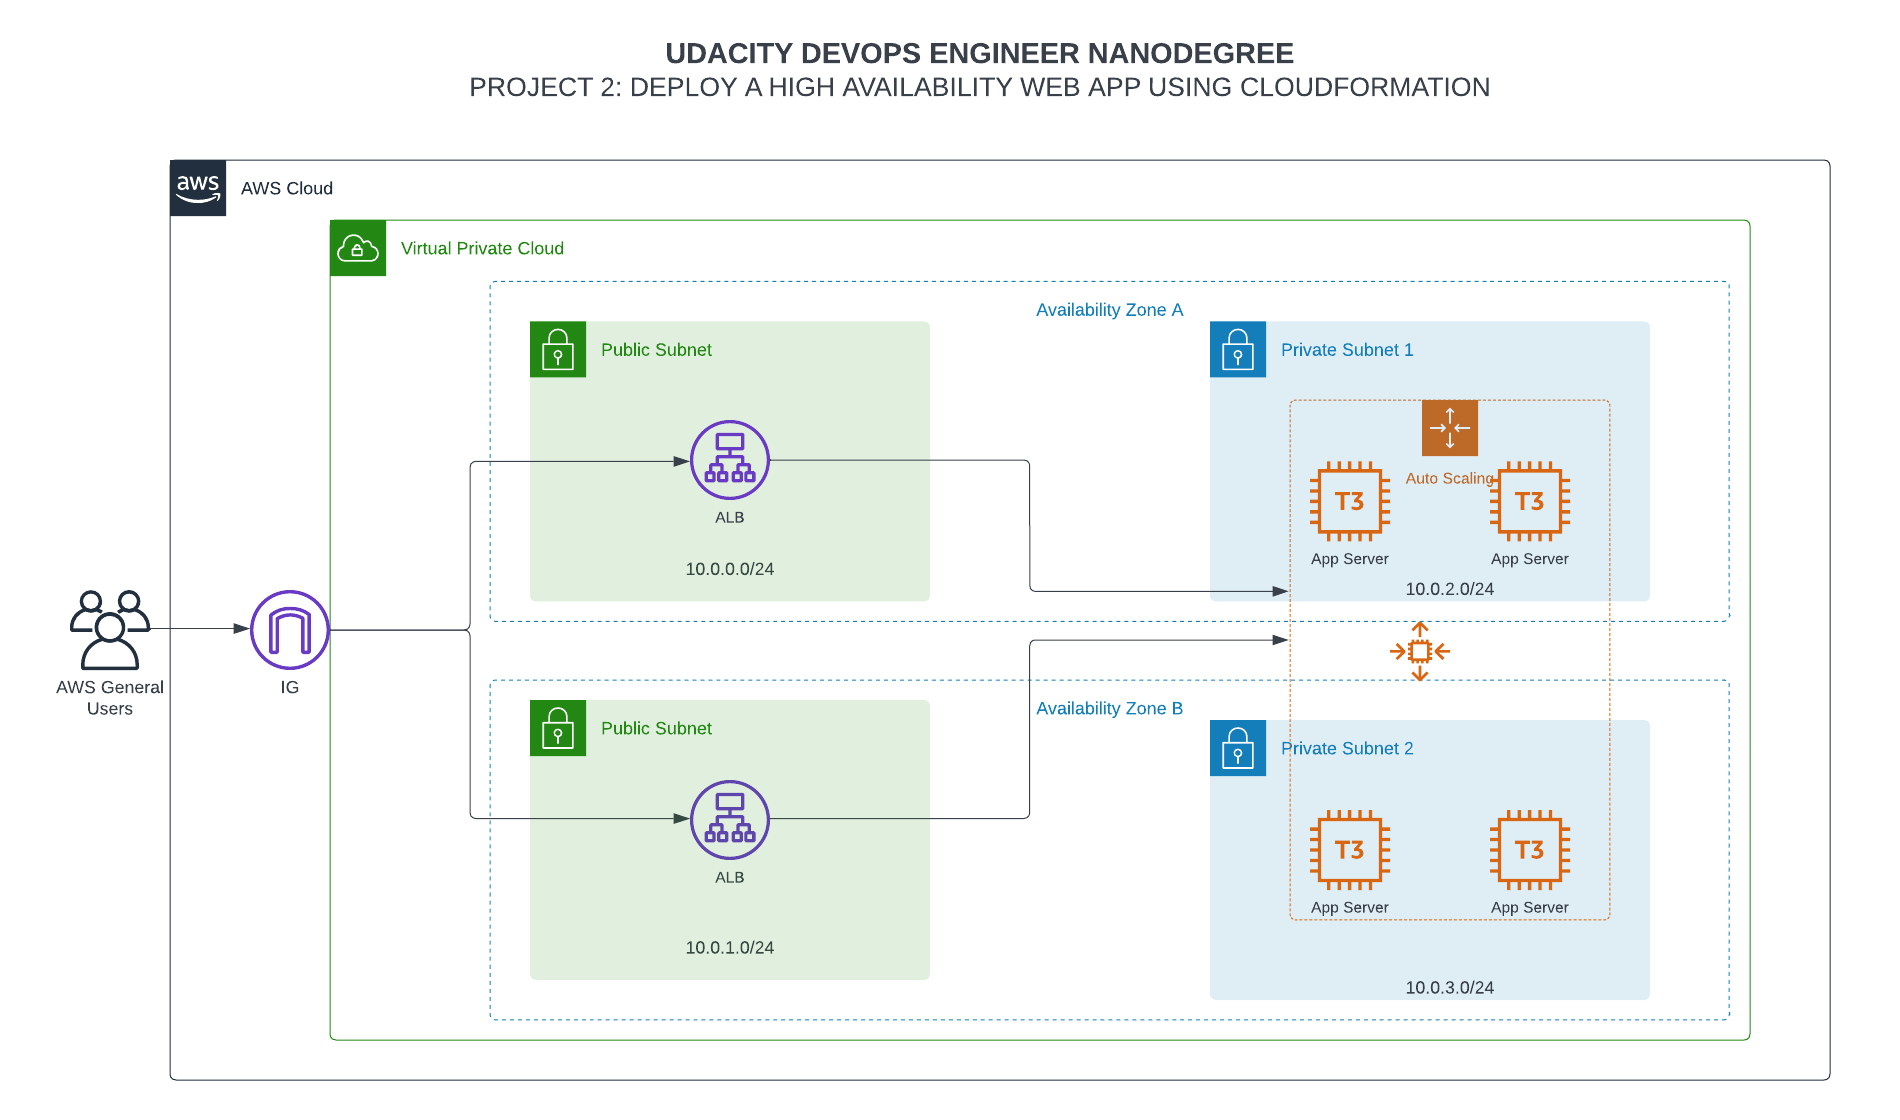 UDACITY DEVOPS ENGINEER NANODEGREE
PROJECT 2: DEPLOY A HIGH AVAILABILITY WEB APP USING CLOUDFORMATION
aws
AWS Cloud
Virtual Private Cloud
Availability Zone A
Public Subnet
Private Subnet 1
Auto Scaling
T3
T3
ALB
App Server
App Server
10.0.0.0/24
10.0.2.0/24
AWS General
Users
IG
Availability Zone B
Public Subnet
Private Subnet 2
T3
T3
ALB
App Server
App Server
10.0.1.0/24
10.0.3.0/24